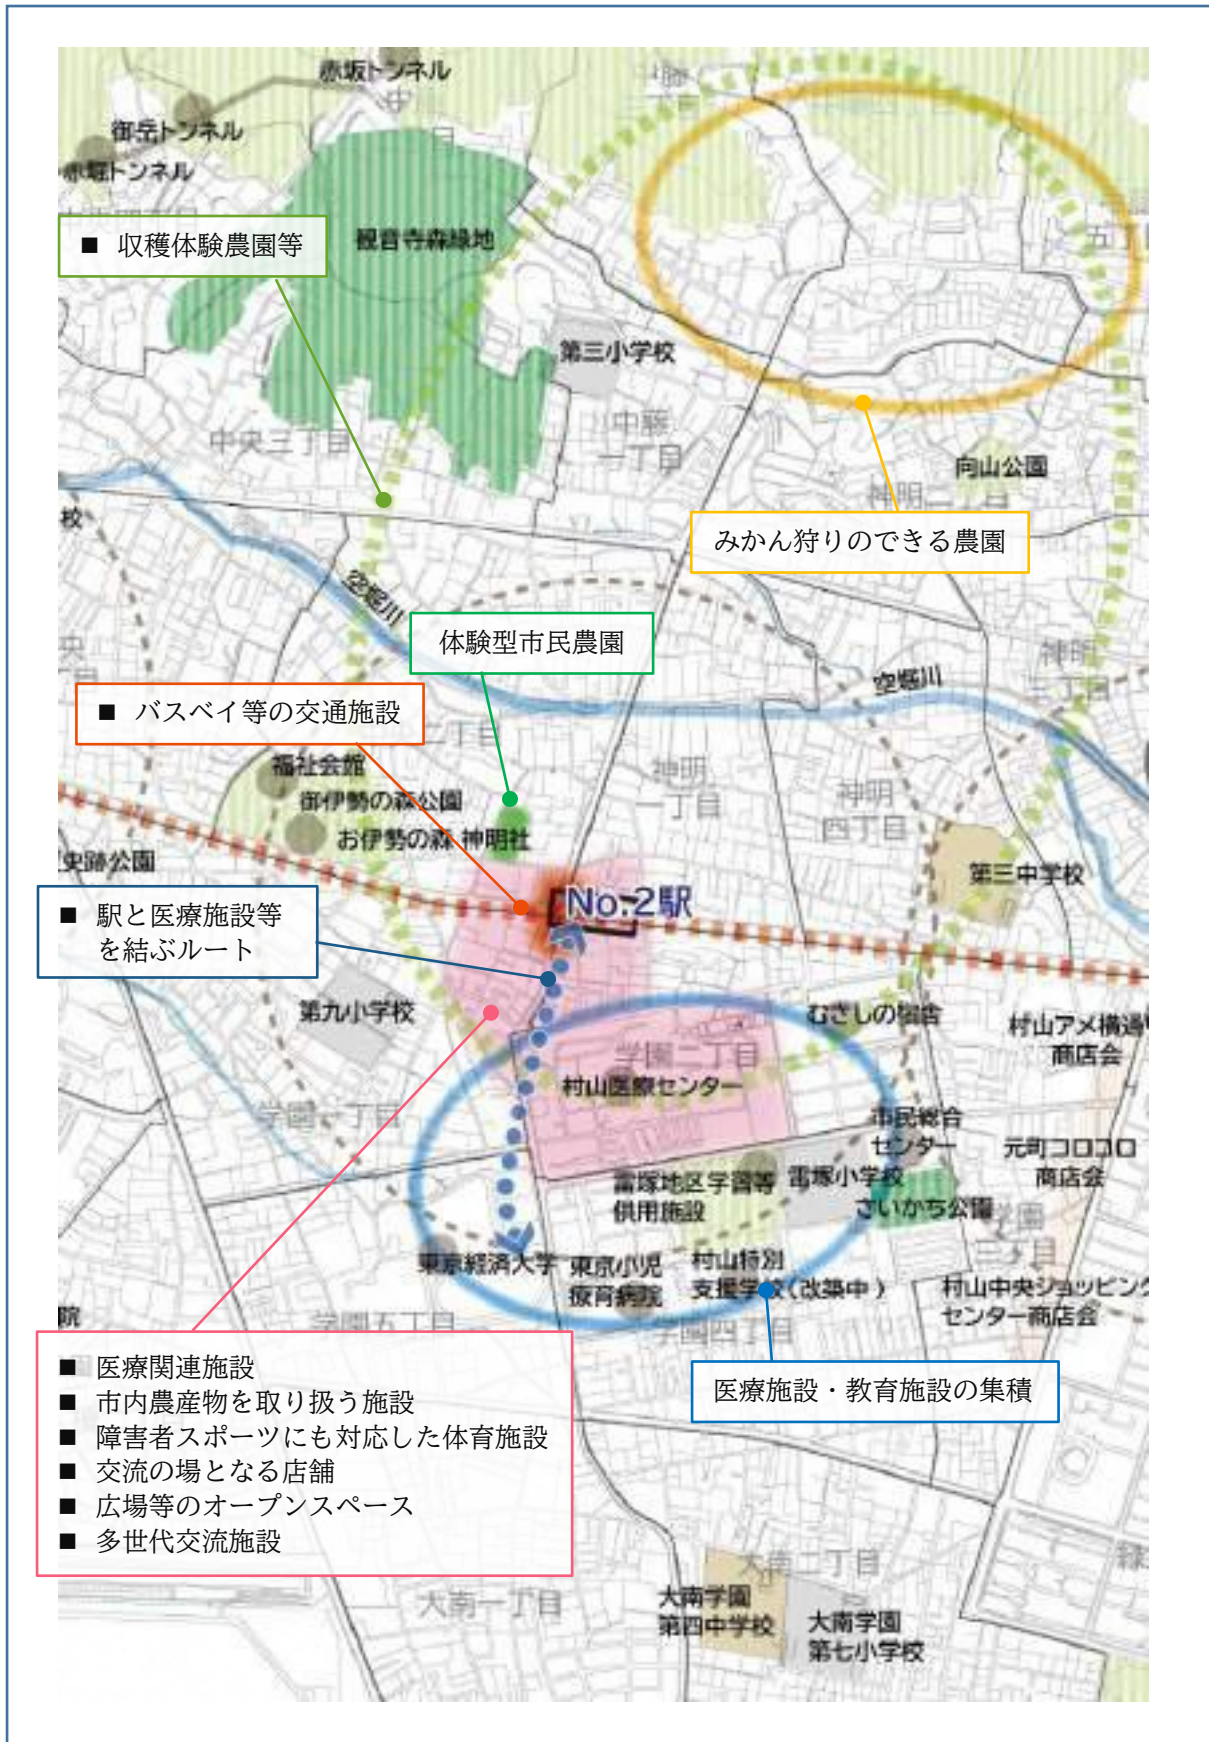 赤坂トンネル
御岳トンネル
赤堀トンネル
■ 収穫体験農園等
観音寺森緑地
第三小学校
中藤
一丁目
中央三丁目
向山公園
校
みかん狩りのできる農園
空堀川
体験型市民農園
神明
空堀川
■ バスベイ等の交通施設
二丁目
福祉会館
神明
一丁目
神明
四丁目
御伊勢の森公園
お伊勢の森 神明社
史跡公園
第三中学校
No.2駅
■ 駅と医療施設等
を結ぶルート
第九小学校
むさしの宿舎
村山アメ横通り
商店会
学園二丁目
村山医療センター
学園一丁目
市民総合
センター
元町コロコロ
商店会
雷塚地区学習等
供用施設
雷塚小学校
さいかち公園
学園
三丁目
東京経済大学
東京小児
療育病院
村山特別
支援学校(改築中)
村山中央ショッピング
センター商店会
院
学園五丁目
学園四丁目
■ 医療関連施設
■ 市内農産物を取り扱う施設
■ 障害者スポーツにも対応した体育施設
■ 交流の場となる店舗
■ 広場等のオープンスペース
■ 多世代交流施設
医療施設・教育施設の集積
大南二丁目
大南一丁目
大南学園
第四中学校
大南学園
第七小学校